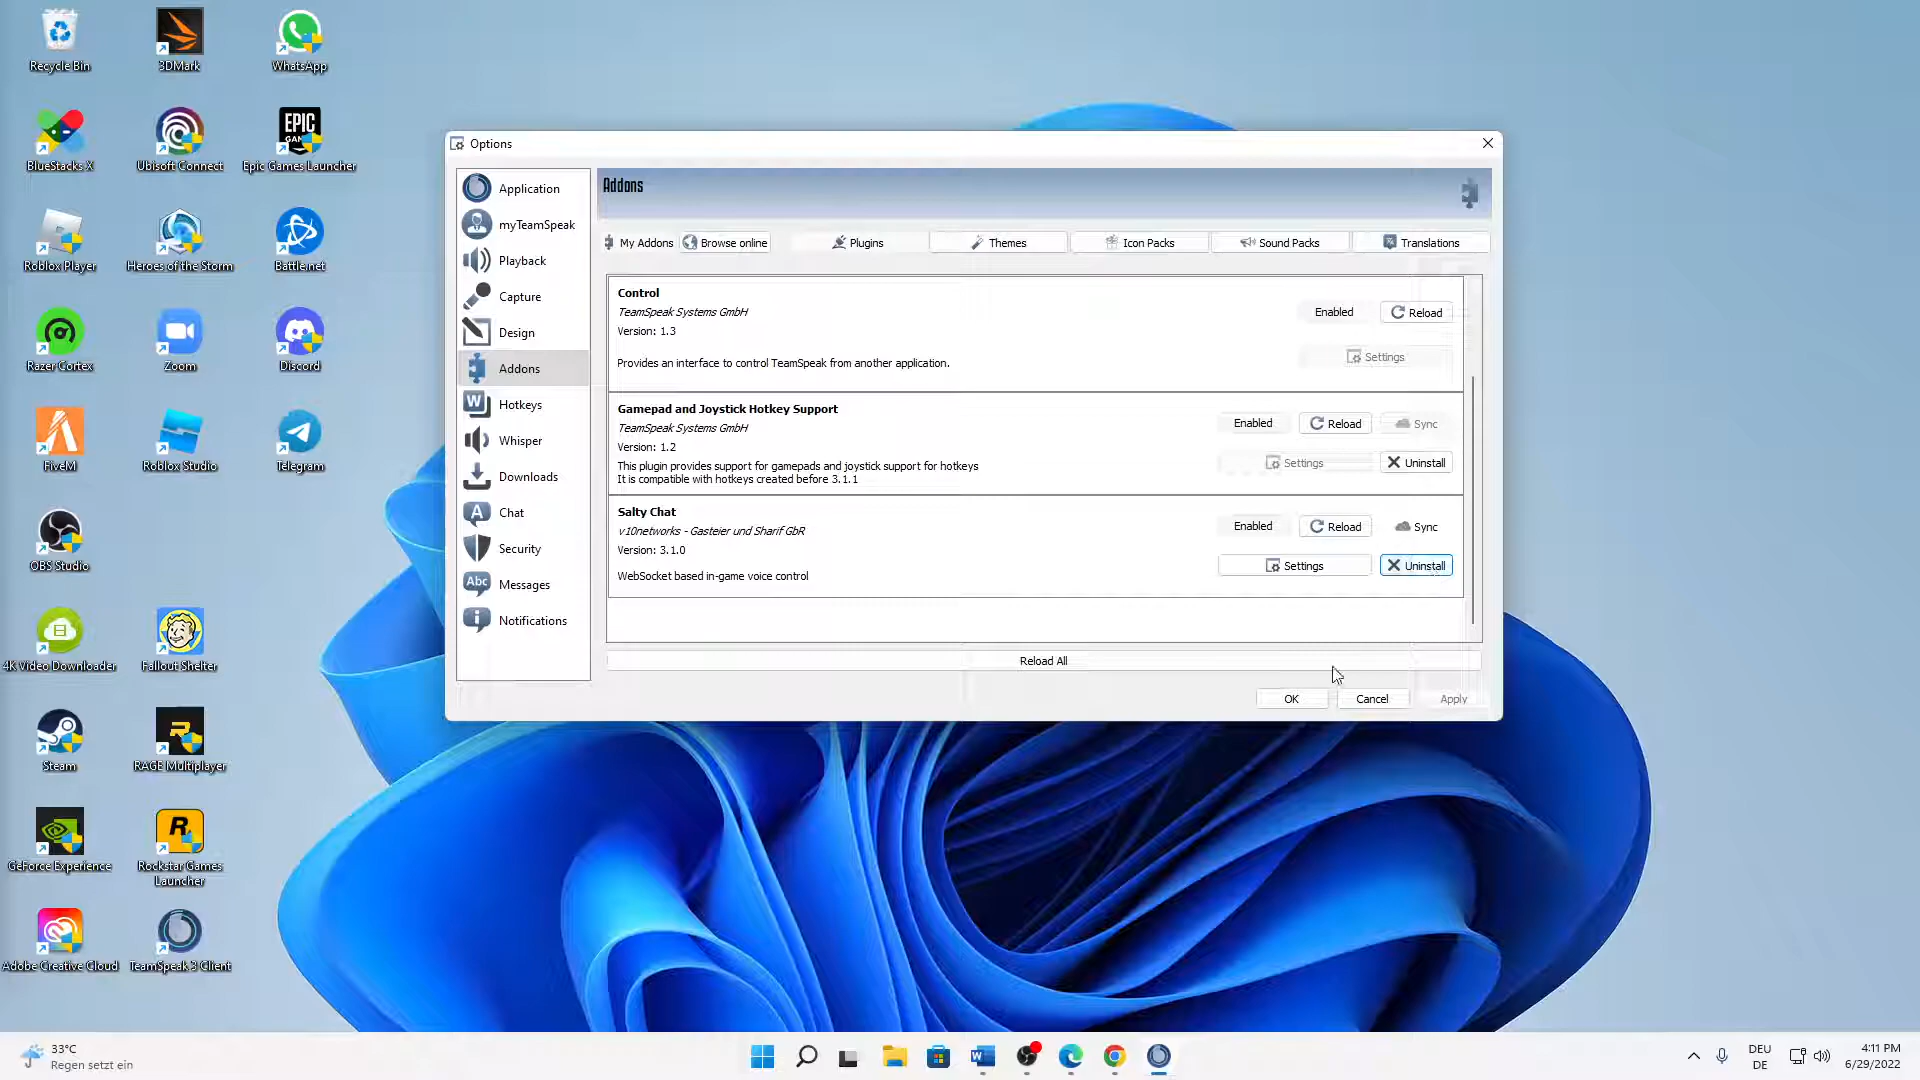 Recycle Bin
3DMark
WhatsApp
EPIC
GAMES
BlueStacks X
Ubisoft Connect
Epic Games Launcher
Roblox Player
Heroes of the Storm
Battle.net
Razer Cortex
Zoom
Discord
FiveM
Roblox Studio
Telegram
OBS Studio
4K Video Downloader
Fallout Shelter
Steam
RAGE Multiplayer
GeForce Experience
Rockstar Games
Launcher
Adobe Creative Cloud
TeamSpeak 3 Client
Options
Application
myTeamSpeak
Playback
Capture
Design
Addons
Hotkeys
Whisper
Downloads
Chat
Security
Abc
Messages
Notifications
Addons
My Addons
Browse online
Plugins
Themes
Icon Packs
Sound Packs
Translations
Control
TeamSpeak Systems GmbH
Version: 1.3
Provides an interface to control TeamSpeak from another application.
Enabled
Reload
Settings
Gamepad and Joystick Hotkey Support
TeamSpeak Systems GmbH
Version: 1.2
This plugin provides support for gamepads and joystick support for hotkeys
It is compatible with hotkeys created before 3.1.1
Enabled
Reload
Sync
Settings
Uninstall
Salty Chat
v10networks - Gasteier und Sharif GbR
Version: 3.1.0
WebSocket based in-game voice control
Enabled
Reload
Sync
Settings
Uninstall
Reload All
OK
Cancel
Apply
33°C
Regen setzt ein
DEU
DE
4:11 PM
6/29/2022